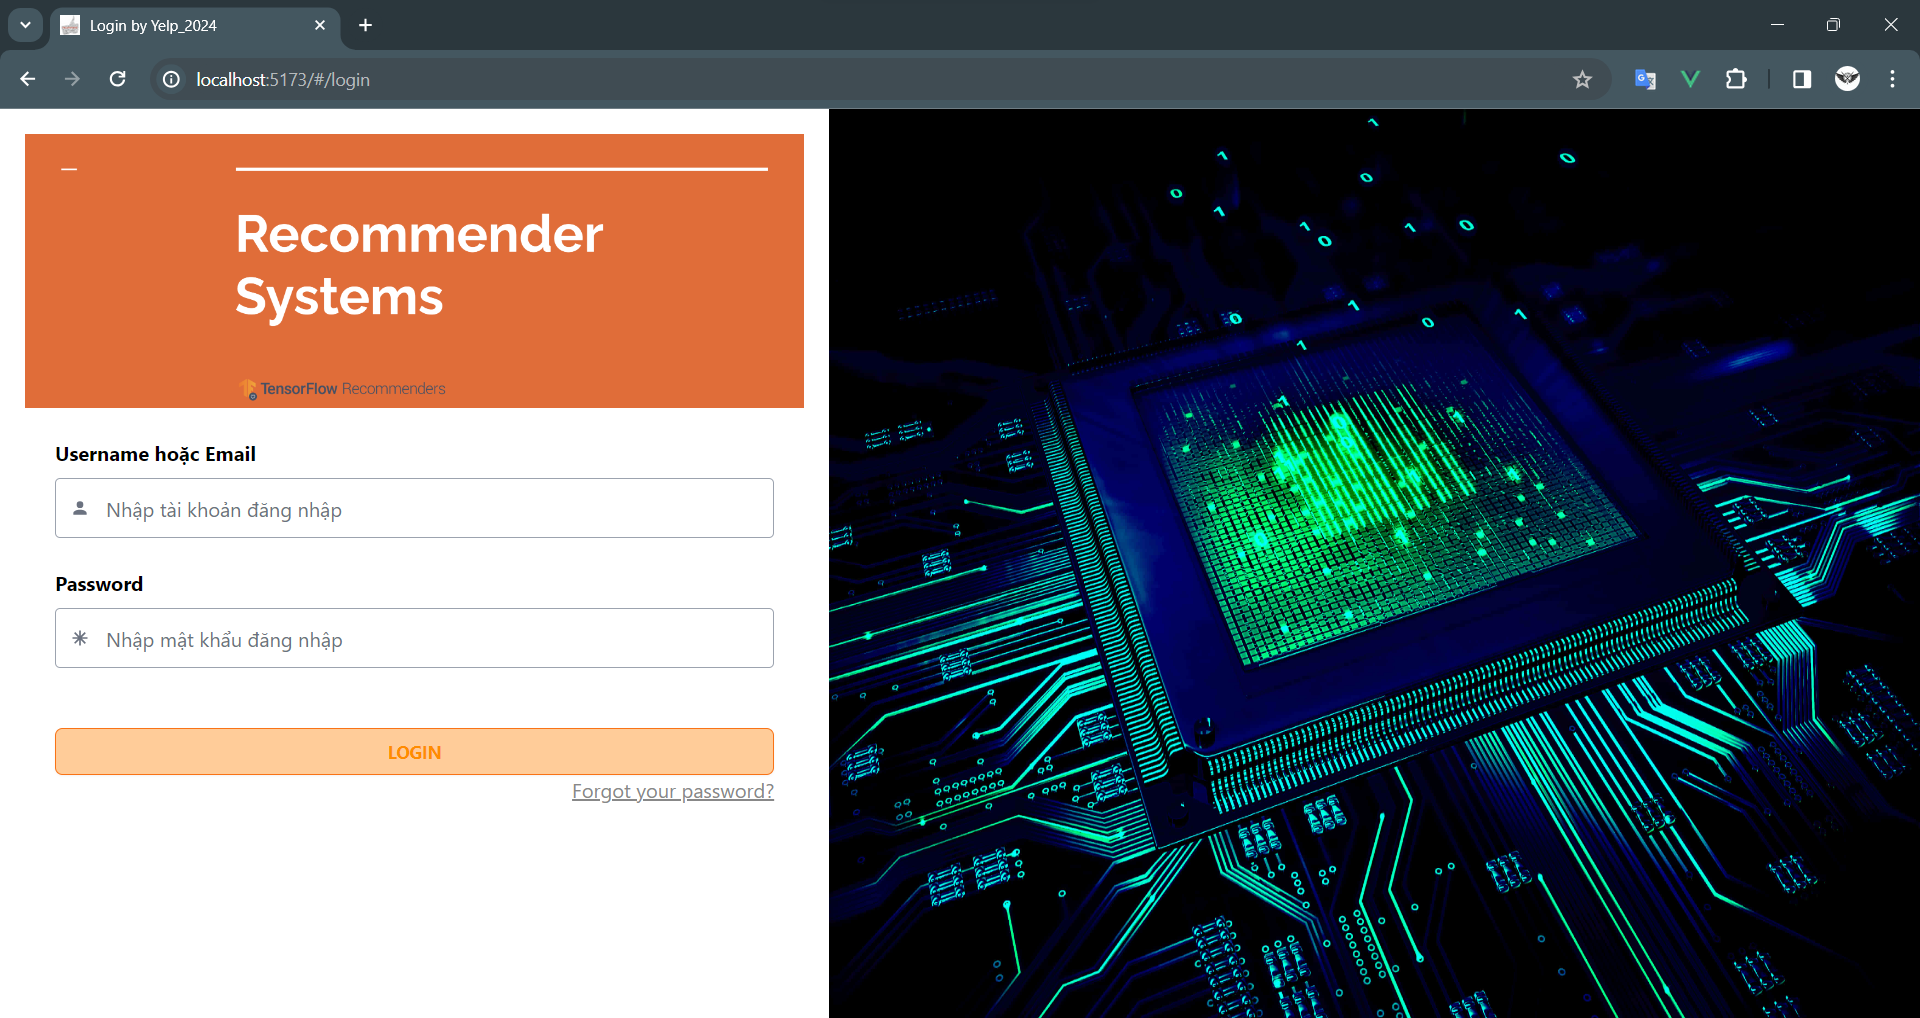 Login by Yelp_2024
localhost:5173/#/login
Recommender
Systems
TensorFlow Recommenders
Username hoặc Email
Nhập tài khoản đăng nhập
Password
Nhập mật khẩu đăng nhập
LOGIN
Forgot your password?